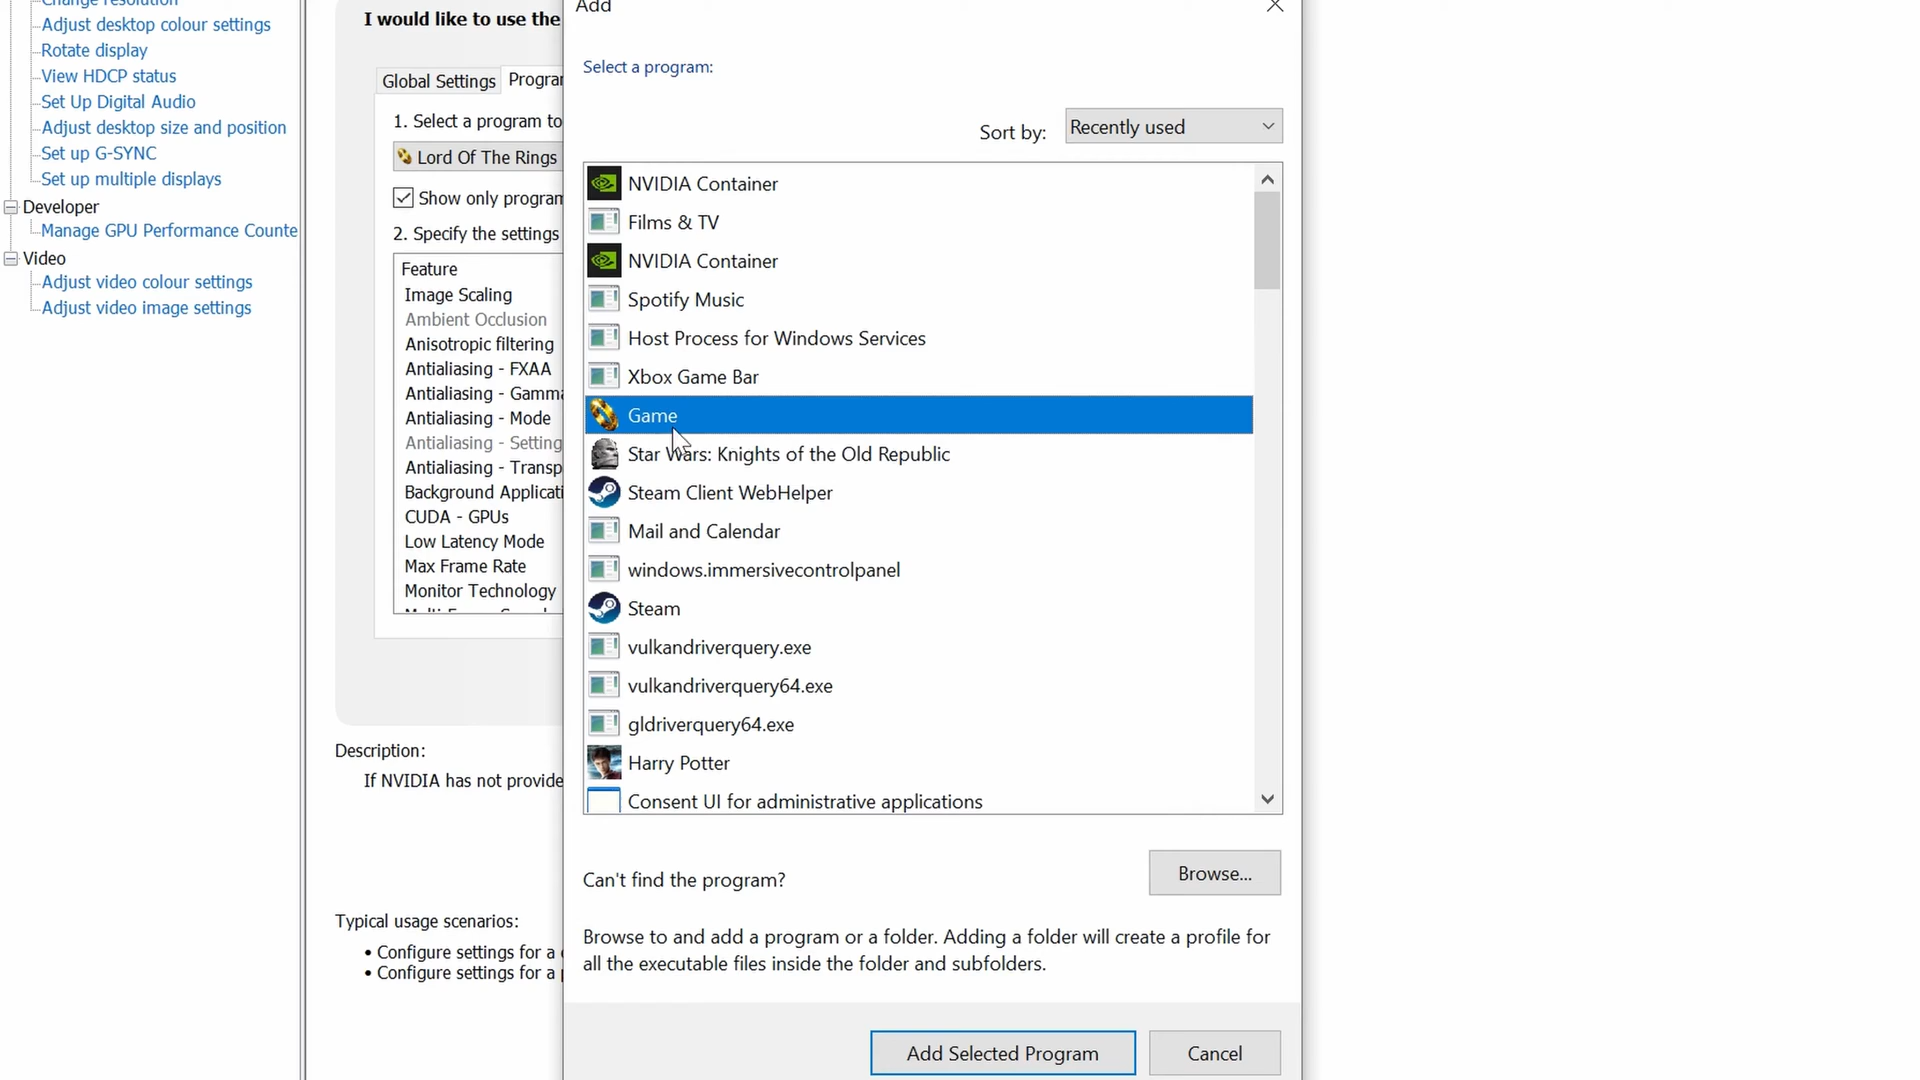 Change resolution
Adjust desktop colour settings
Rotate display
View HDCP status
Set Up Digital Audio
Adjust desktop size and position
Set up G-SYNC
Set up multiple displays
Developer
Manage GPU Performance Counte
Video
Adjust video colour settings
Adjust video image settings
I would like to use the
Global Settings
Program
1. Select a program to
Lord Of The Rings
Show only program
2. Specify the settings
Feature
Image Scaling
Ambient Occlusion
Anisotropic filtering
Antialiasing - FXAA
Antialiasing - Gamma
Antialiasing - Mode
Antialiasing - Setting
Antialiasing - Transp
Background Applicati
CUDA - GPUs
Low Latency Mode
Max Frame Rate
Monitor Technology
Description:
If NVIDIA has not provide
Typical usage scenarios:
• Configure settings for a
• Configure settings for a
Add
Select a program:
Sort by:
Recently used
NVIDIA Container
Films & TV
NVIDIA Container
Spotify Music
Host Process for Windows Services
Xbox Game Bar
Game
Star Wars: Knights of the Old Republic
Steam Client WebHelper
Mail and Calendar
windows.immersivecontrolpanel
Steam
vulkandriverquery.exe
vulkandriverquery64.exe
gldriverquery64.exe
Harry Potter
Consent UI for administrative applications
Can't find the program?
Browse...
Browse to and add a program or a folder. Adding a folder will create a profile for
all the executable files inside the folder and subfolders.
Add Selected Program
Cancel